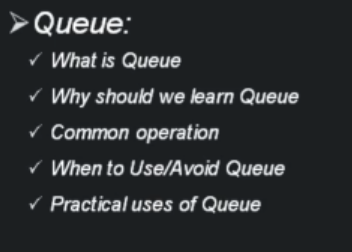 ➢ Queue:
✓ What is Queue
✓ Why should we learn Queue
✓ Common operation
✓ When to Use/Avoid Queue
✓ Practical uses of Queue